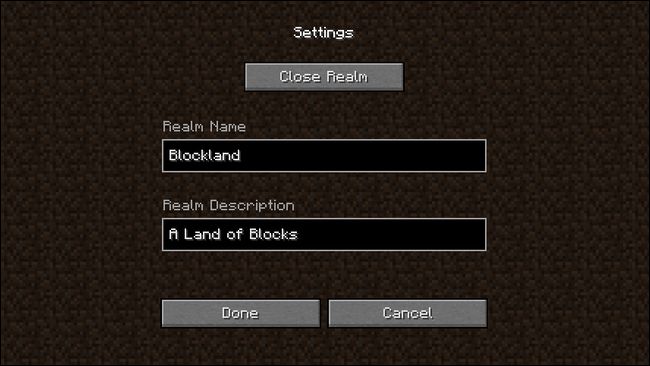 Settings
Close Realm
Realm Name
Blockland
Realm Description
A Land of Blocks
Done
Cancel